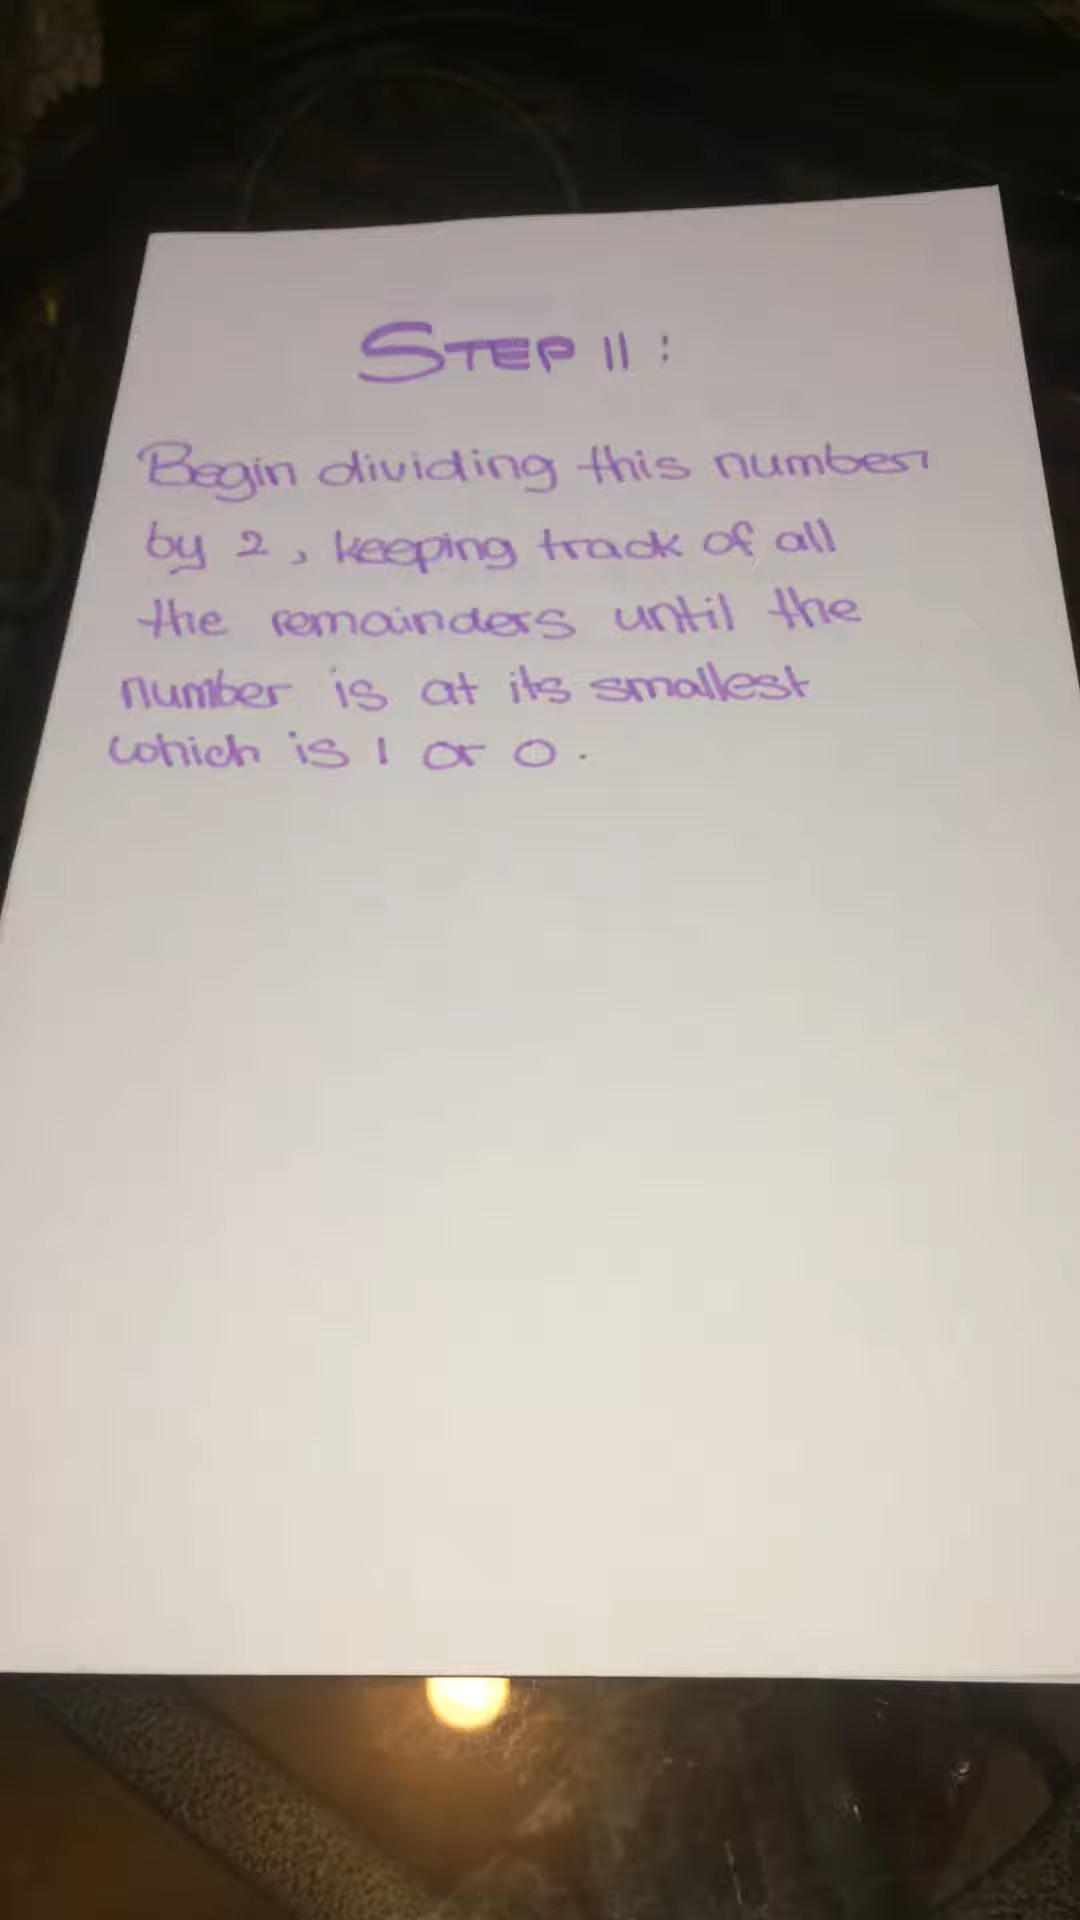 STEP 11 :
Begin dividing this number
by 2, keeping track of all
the remainders until the
number is at its smallest
which is 1 or 0.